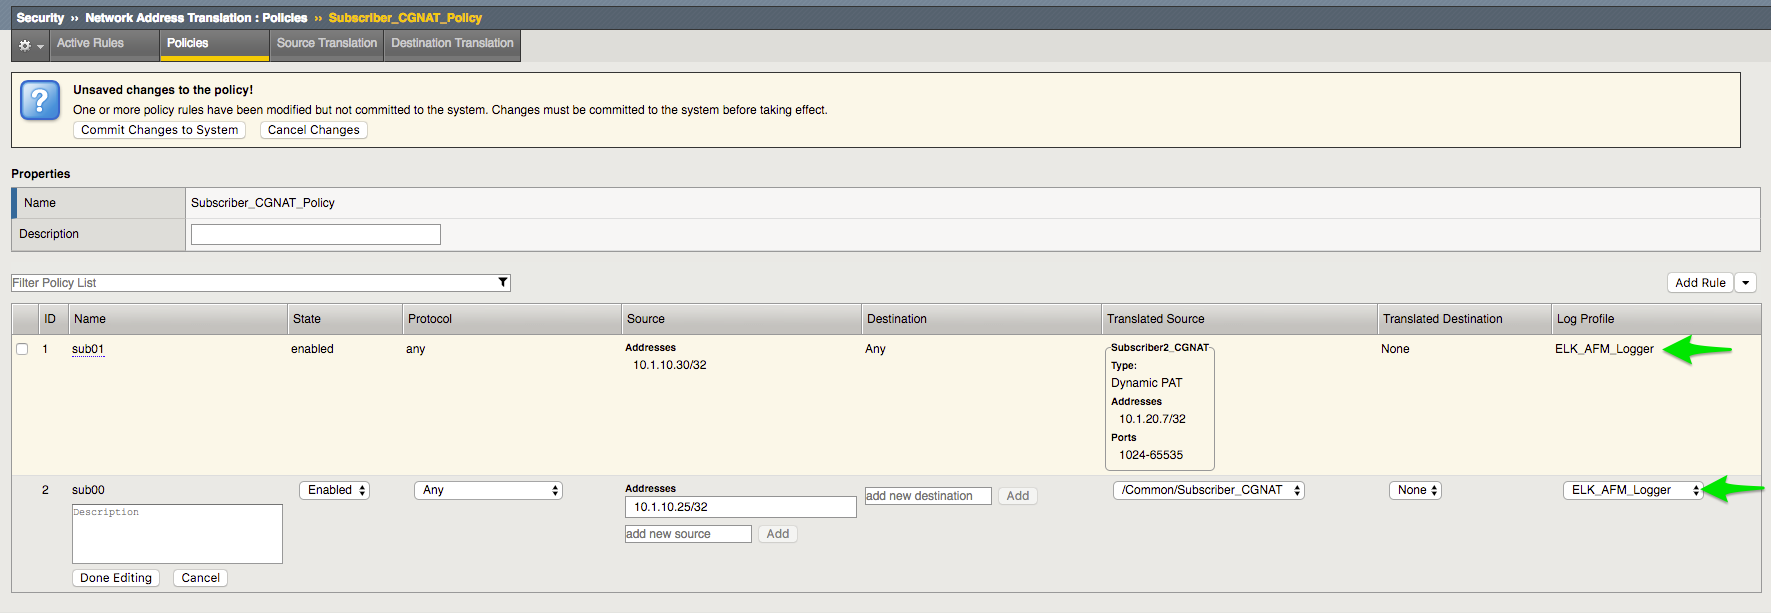 Security ›› Network Address Translation : Policies ›› Subscriber_CGNAT_Policy
Active Rules Policies Source Translation Destination Translation
Unsaved changes to the policy!
One or more policy rules have been modified but not committed to the system. Changes must be committed to the system before taking effect.
Commit Changes to System Cancel Changes
Properties
Name Subscriber_CGNAT_Policy
Description
Filter Policy List Add Rule
ID Name State Protocol Source Destination Translated Source Translated Destination Log Profile
1 sub01 enabled any Addresses Any Subscriber2_CGNAT None ELK_AFM_Logger
10.1.10.30/32 Type:
Dynamic PAT
Addresses
10.1.20.7/32
Ports
1024-65535
2 sub00 Enabled Any Addresses add new destination Add /Common/Subscriber_CGNAT None ELK_AFM_Logger
Description 10.1.10.25/32
add new source Add
Done Editing Cancel